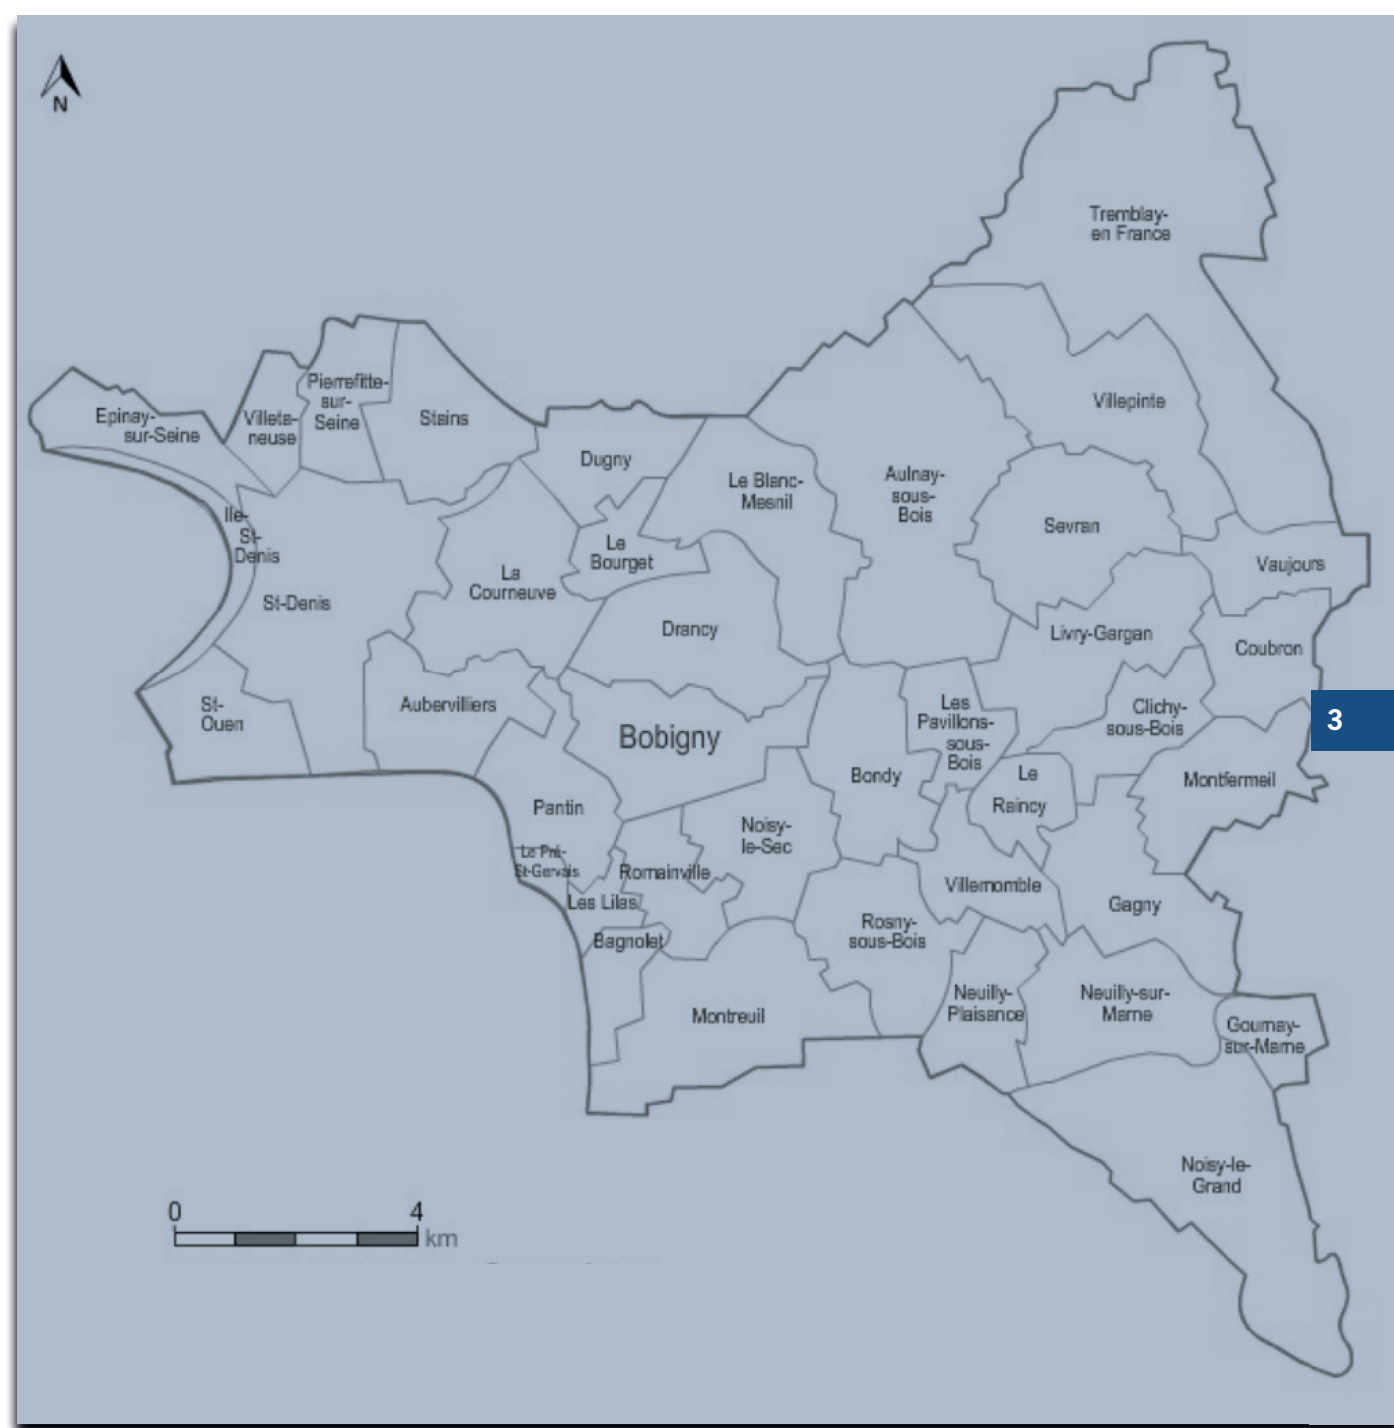 N
Tremblay-
en France
Pierrefitte-
sur-
Seine
Villepinte
Epinay-
sur-Seine
Villeta-
neuse
Stains
Dugny
Le Blanc-
Mesnil
Aulnay-
sous-
Bois
Sevran
Ile-
St-
Denis
Le
Bourget
Vaujours
La
Courneuve
St-Denis
Drancy
Livry-Gargan
Coubron
St-
Ouen
Aubervilliers
Bobigny
Les
Pavillons-
sous-
Bois
Clichy-
sous-Bois
3
Bondy
Le
Raincy
Montfermeil
Pantin
Noisy-
le-Sec
Le Pré-
St-Gervais
Romainville
Villemomble
Les Lilas
Gagny
Bagnolet
Rosny-
sous-Bois
Neuilly-
Plaisance
Neuilly-sur-
Marne
Montreuil
Gournay-
sur-Marne
Noisy-le-
Grand
0 4
km